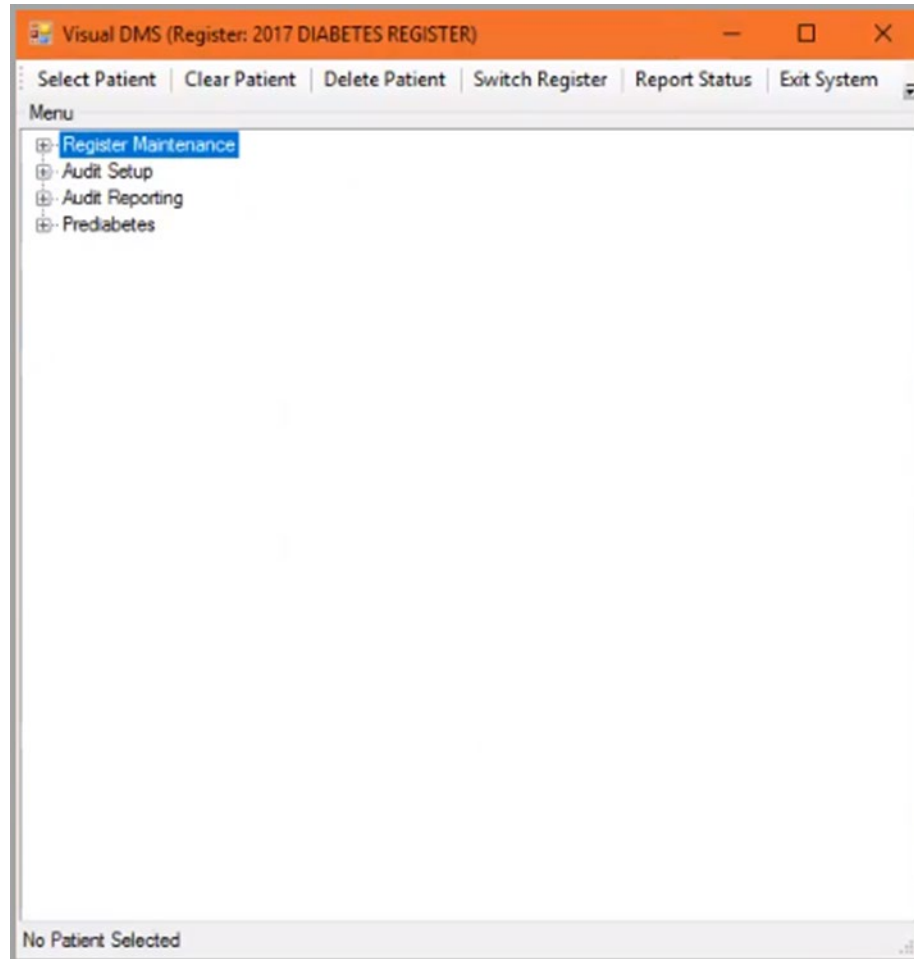 Visual DMS (Register: 2017 DIABETES REGISTER)
Select Patient Clear Patient Delete Patient Switch Register Report Status Exit System
Menu
Register Maintenance
Audit Setup
Audit Reporting
Prediabetes
No Patient Selected